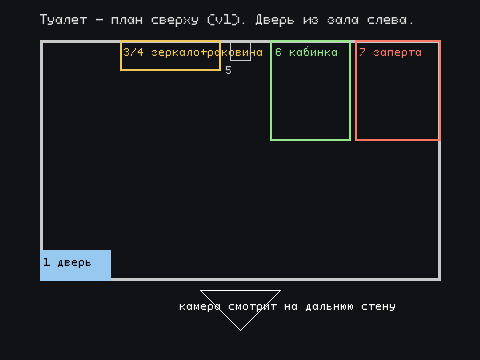 Туалет — план сверху (v1). Дверь из зала слева.
3/4 зеркало+раковина
6 кабинка
7 заперта
5
1 дверь
камера смотрит на дальнюю стену